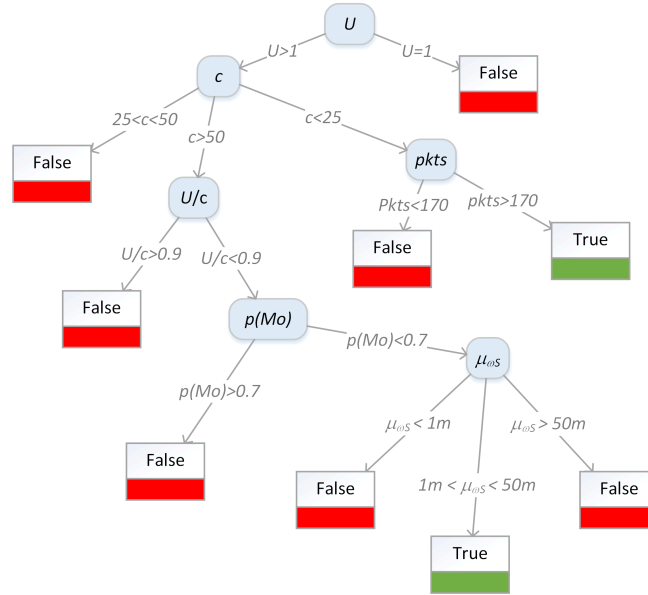 U
U>1
U=1
c
False
25<c<50
c>50
c<25
False
pkts
U/c
Pkts<170
pkts>170
U/c>0.9
U/c<0.9
False
True
False
p(Mo)
p(Mo)<0.7
μωS
p(Mo)>0.7
μωS < 1m
μωS > 50m
False
1m < μωS < 50m
False
False
True